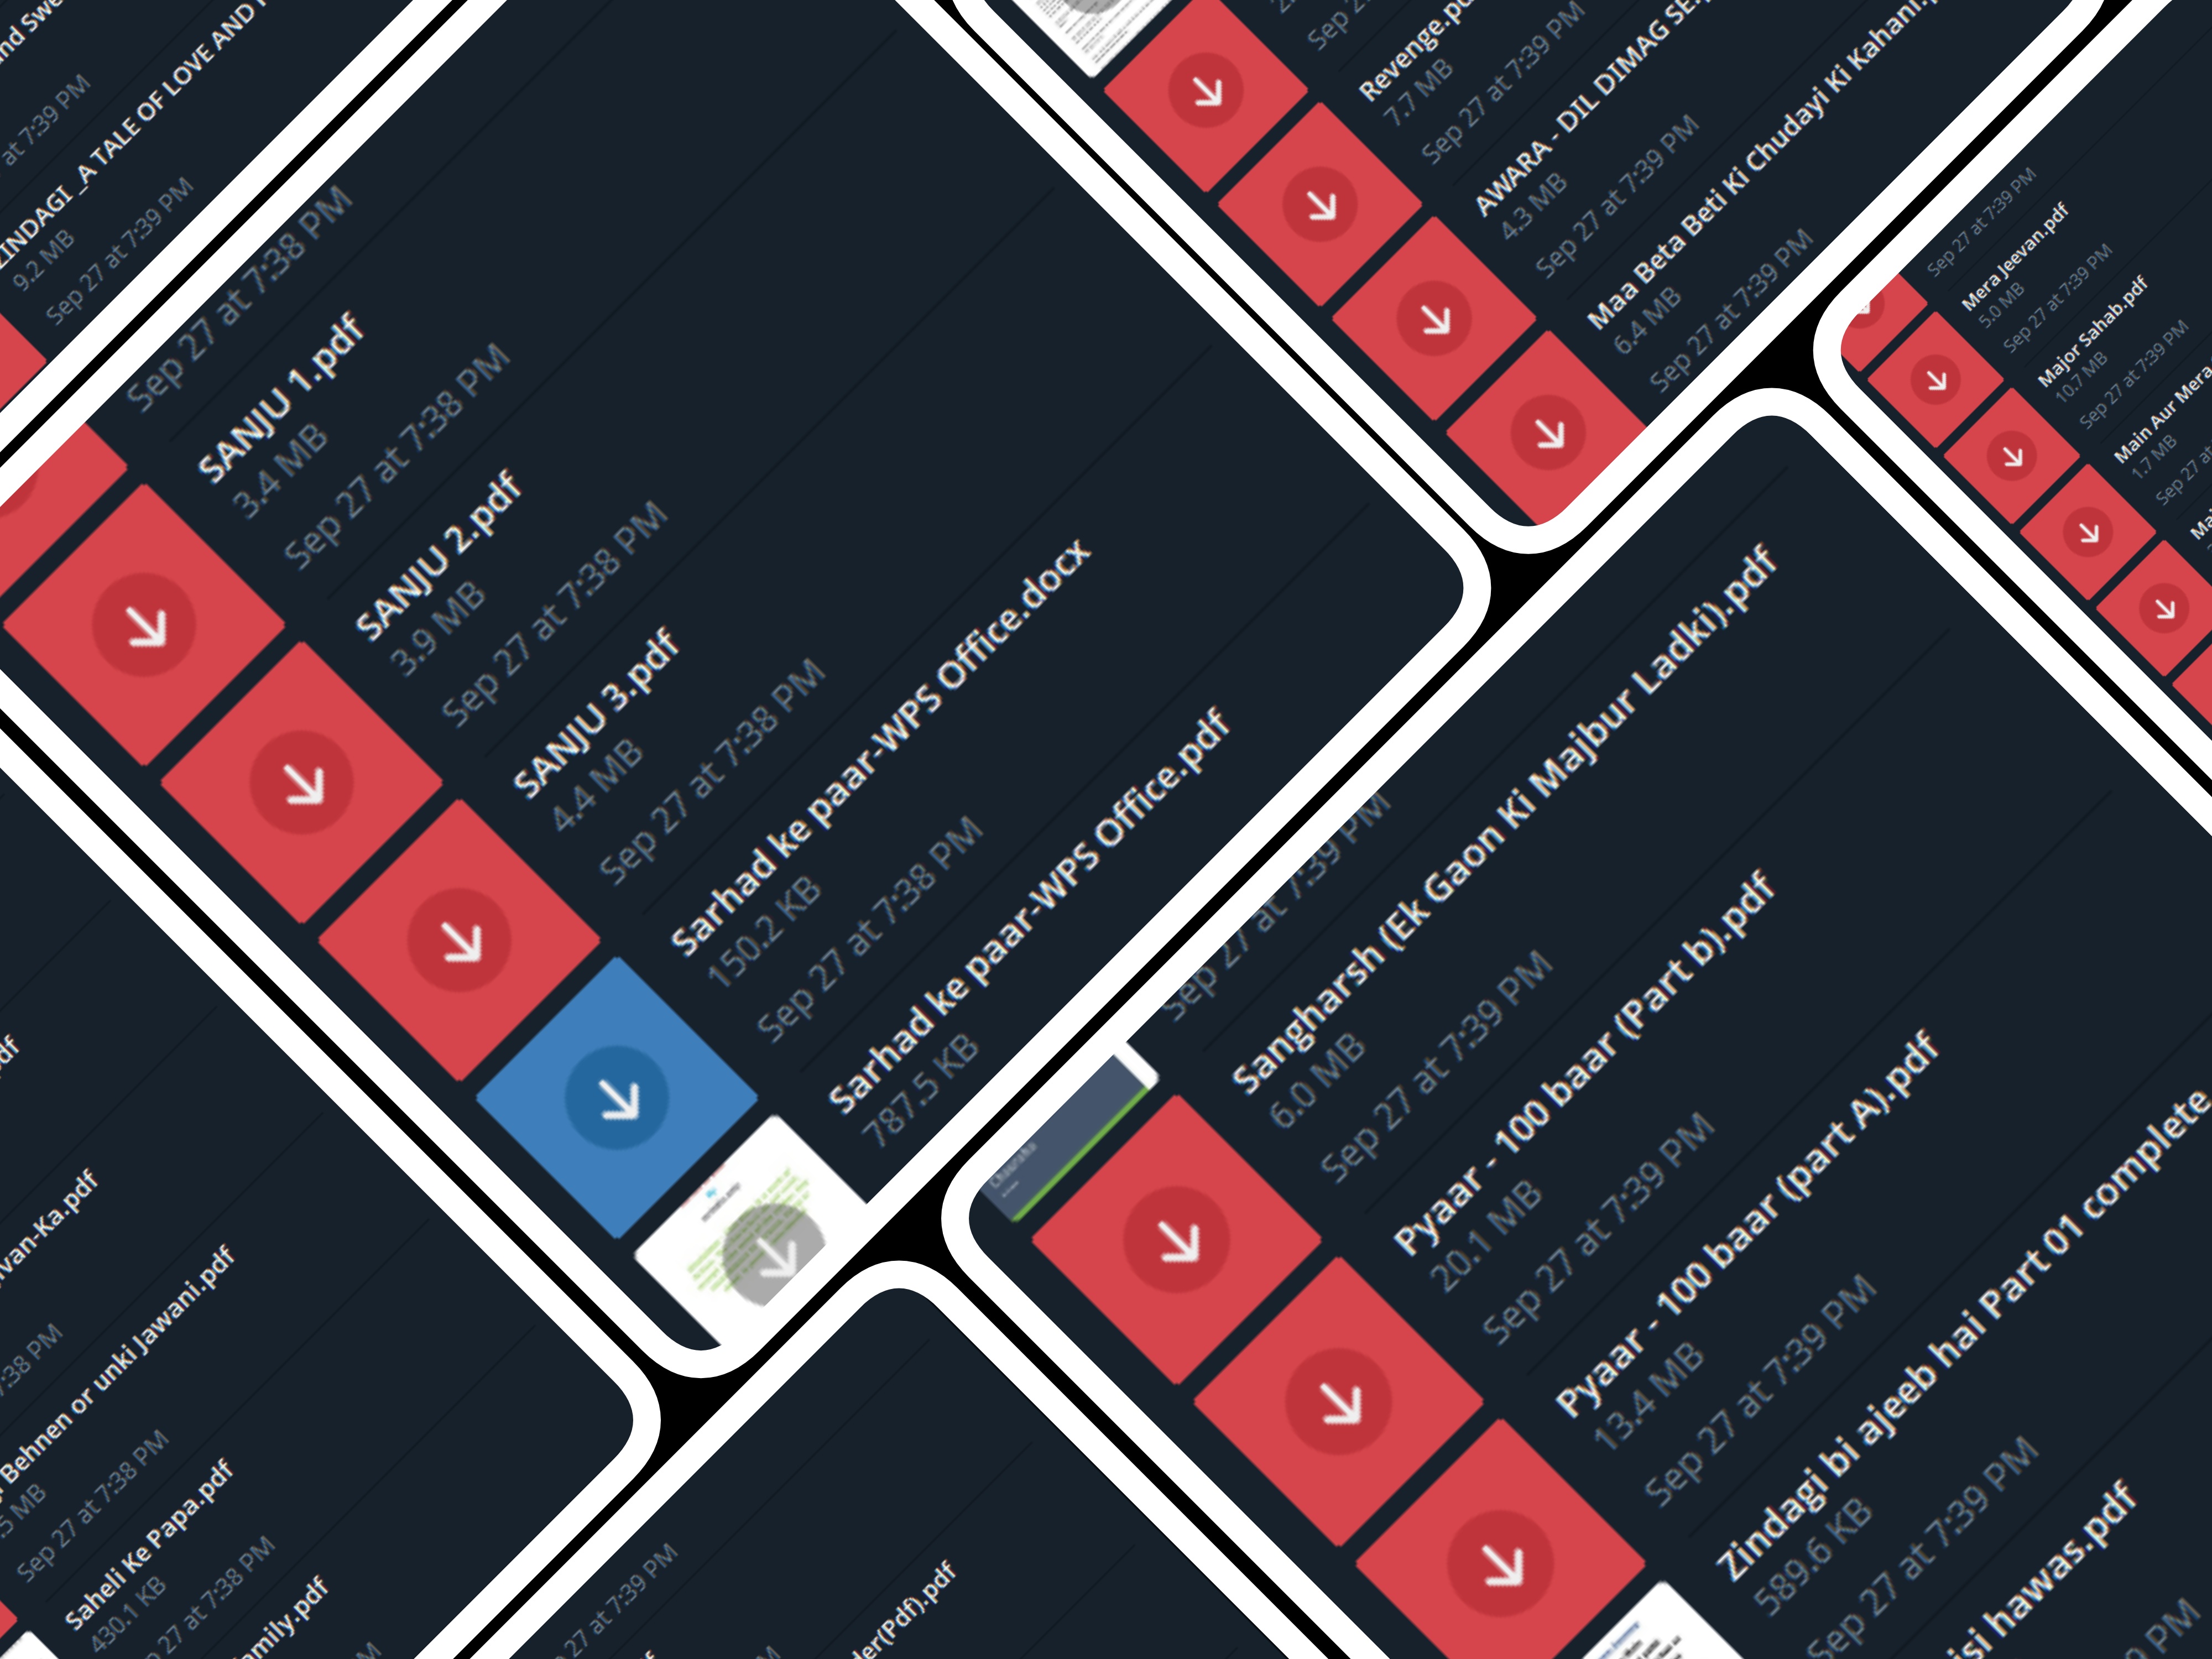 and Swe
at 7:39 PM
ZINDAGI _A TALE OF LOVE AND
9.2 MB
Sep 27 at 7:39 PM
Sep 27 at 7:38 PM
SANJU 1.pdf
3.4 MB
Sep 27 at 7:38 PM
SANJU 2.pdf
3.9 MB
Sep 27 at 7:38 PM
SANJU 3.pdf
4.4 MB
Sep 27 at 7:38 PM
Sarhad ke paar-WPS Office.docx
150.2 KB
Sep 27 at 7:38 PM
Sarhad ke paar-WPS Office.pdf
787.5 KB
Revenge.pd
7.7 MB
Sep 27 at 7:39 PM
AWARA - DIL DIMAG SE
4.3 MB
Sep 27 at 7:39 PM
Maa Beta Beti Ki Chudayi Ki Kahani.p
6.4 MB
Sep 27 at 7:39 PM
Sep 27 at 7:39 PM
Mera Jeevan.pdf
5.0 MB
Sep 27 at 7:39 PM
Major Sahab.pdf
10.7 MB
Sep 27 at 7:39 PM
Main Aur Mera
1.7 MB
Sep 27 at
Sep 27 at 7:39 PM
Sangharsh (Ek Gaon Ki Majbur Ladki).pdf
6.0 MB
Sep 27 at 7:39 PM
Pyaar - 100 baar (Part b).pdf
20.1 MB
Sep 27 at 7:39 PM
Pyaar - 100 baar (part A).pdf
13.4 MB
Sep 27 at 7:39 PM
Zindagi bi ajeeb hai Part 01 complete
589.6 KB
Sep 27 at 7:39 PM
isi hawas.pdf
van-Ka.pdf
7:38 PM
Behnen or unki Jawani.pdf
.5 MB
Sep 27 at 7:38 PM
Saheli Ke Papa.pdf
430.1 KB
27 at 7:38 PM
amily.pdf
27 at 7:39 PM
der(Pdf).pdf